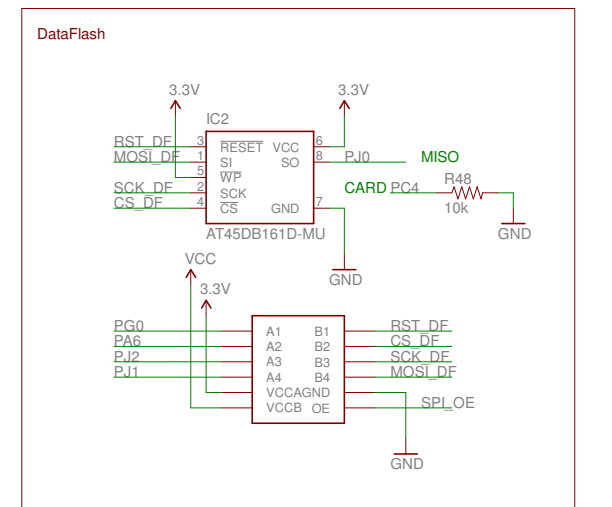 DataFlash
3.3V 3.3V
IC2
RST_DF 3 RESET VCC 6
MOSI_DF 1 SI SO 8 PJ0 MISO
5 WP
SCK_DF 2 SCK CARD PC4 R48
CS_DF 4 CS GND 7 10k
AT45DB161D-MU GND
VCC GND
3.3V
PG0 A1 B1 RST_DF
PA6 A2 B2 CS_DF
PJ2 A3 B3 SCK_DF
PJ1 A4 B4 MOSI_DF
VCCA GND
VCCB OE SPI_OE
GND